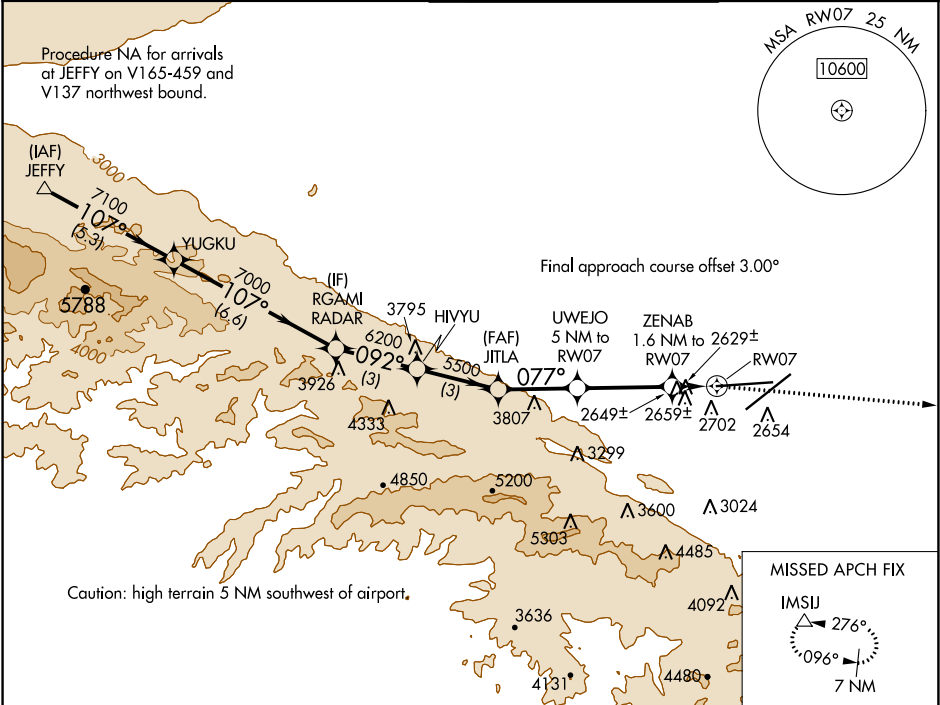 Procedure NA for arrivals
at JEFFY on V165-459 and
V137 northwest bound.
MSA RW07 25 NM
10600
(IAF)
JEFFY
3000
7100
107°
(5.3)
YUGKU
5788
4000
7000
107°
(6.6)
(IF)
RGAMI
RADAR
3926
6200
092°
(3)
3795
HIVYU
4333
5500
(3)
(FAF)
JITLA
Final approach course offset 3.00°
077°
3807
UWEJO
5 NM to
RW07
ZENAB
1.6 NM to
RW07
2629±
RW07
2649±
2659±
2702
2654
3299
4850
5200
3600
3024
5303
4485
4092
Caution: high terrain 5 NM southwest of airport.
3636
4131
4480
MISSED APCH FIX
IMSIJ
276°
096°
7 NM